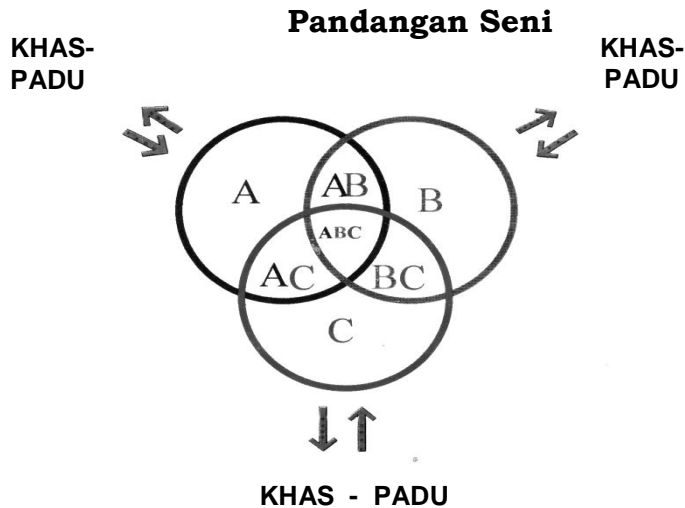 Pandangan Seni
KHAS-
PADU
KHAS-
PADU
A
AB
B
ABC
AC
BC
C
KHAS - PADU